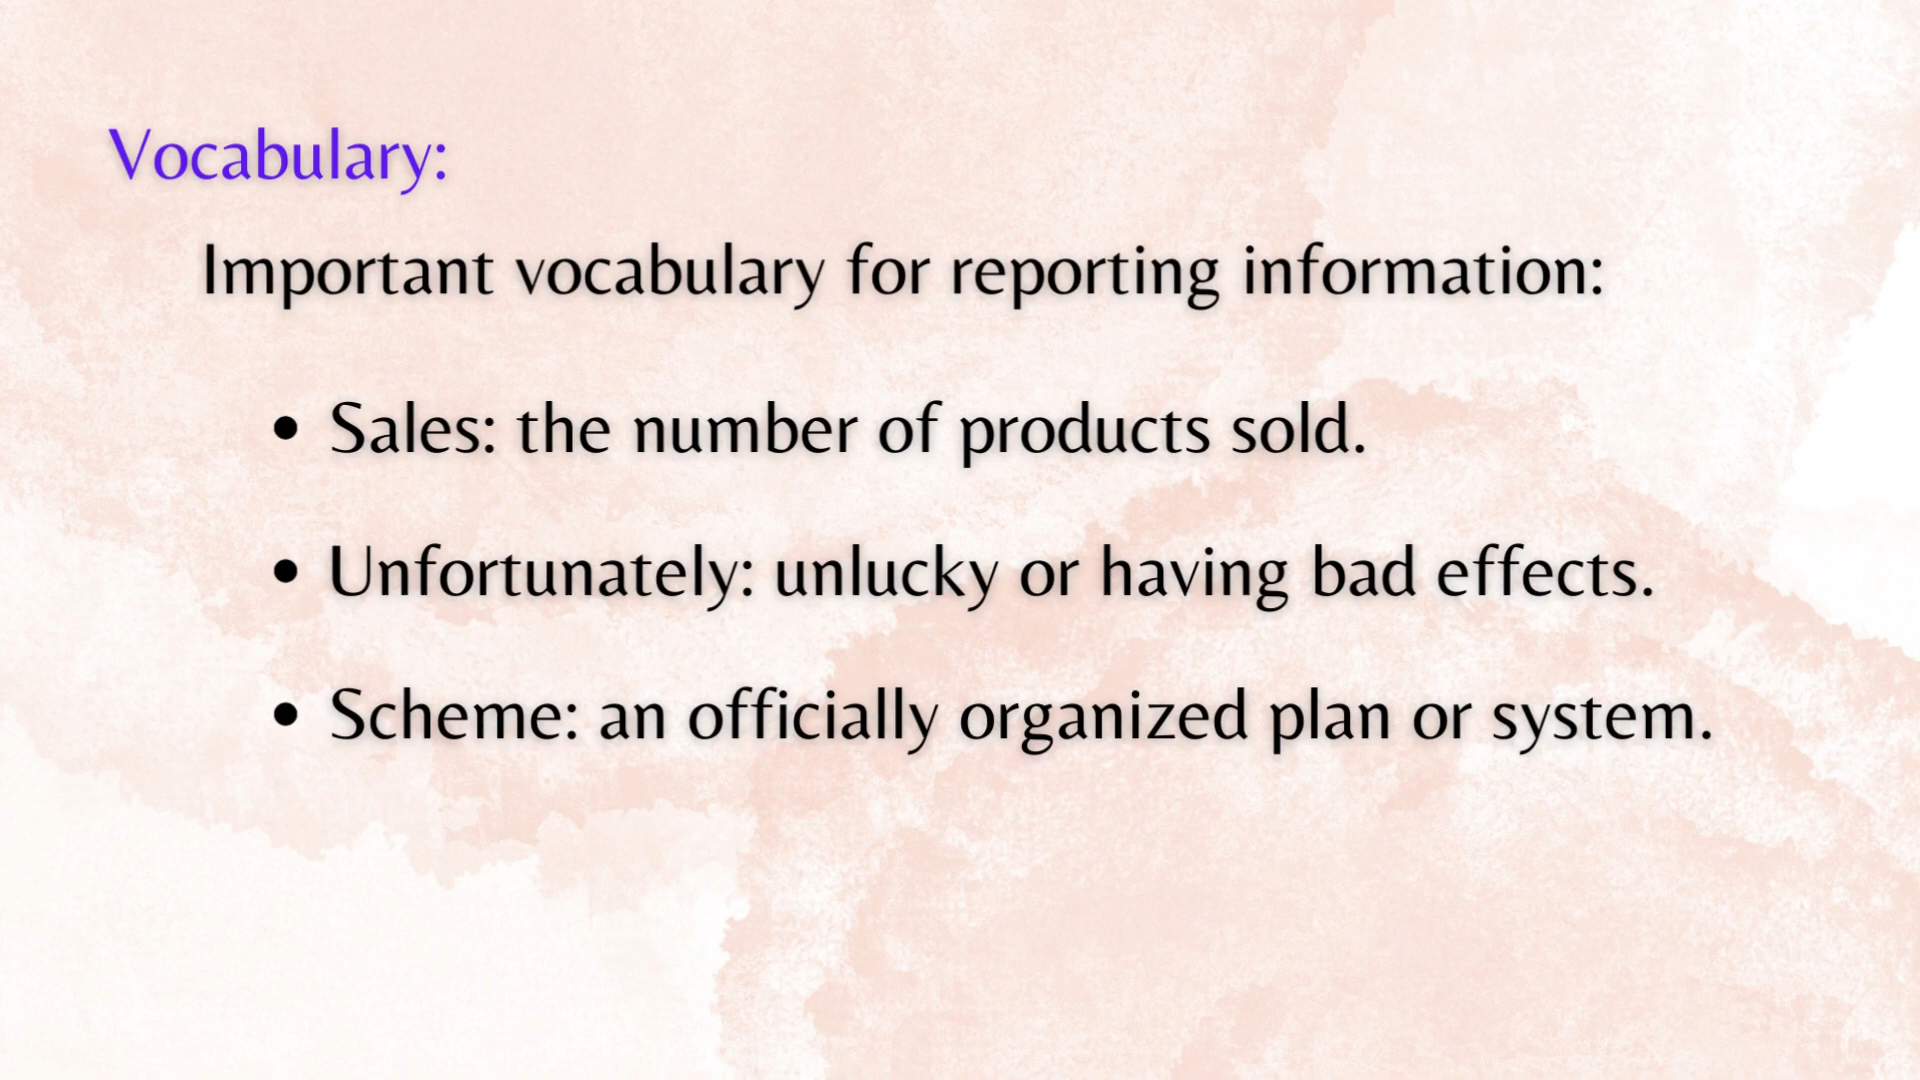 Vocabulary:
Important vocabulary for reporting information:
• Sales: the number of products sold.
• Unfortunately: unlucky or having bad effects.
• Scheme: an officially organized plan or system.